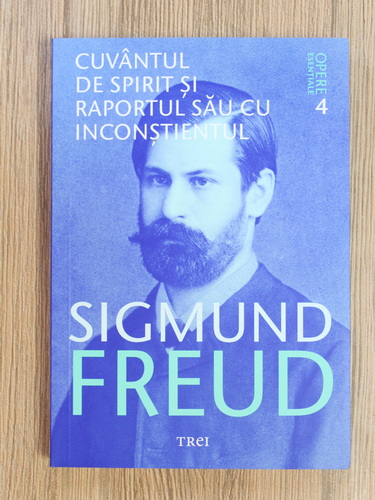 CUVÂNTUL
DE SPIRIT ȘI
RAPORTUL SĂU CU
INCONȘTIENTUL
OPERE
ESENȚIALE
4
SIGMUND
FREUD
TREI